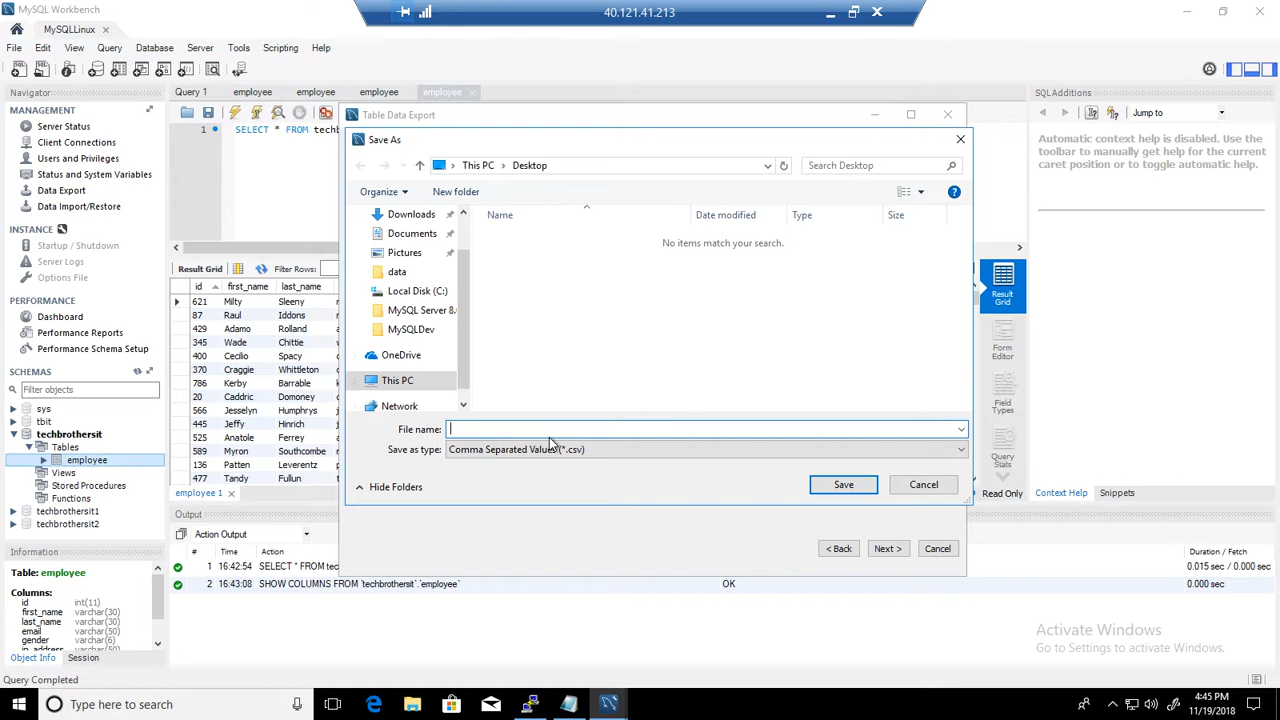 MySQL Workbench
40.121.41.213
MySQLLinux
File Edit View Query Database Server Tools Scripting Help
Navigator
MANAGEMENT
Server Status
Client Connections
Users and Privileges
Status and System Variables
Data Export
Data Import/Restore
INSTANCE
Startup / Shutdown
Server Logs
Options File
PERFORMANCE
Dashboard
Performance Reports
Performance Schema Setup
SCHEMAS
Filter objects
sys
tbit
techbrothersit
Tables
employee
Views
Stored Procedures
Functions
techbrothersit1
techbrothersit2
Information
Table: employee
Columns:
id int(11)
first_name varchar(30)
last_name varchar(30)
email varchar(50)
gender varchar(6)
Object Info Session
Query Completed
Query 1 employee employee employee employee
1 SELECT * FROM techb
Table Data Export
Save As
This PC > Desktop
Search Desktop
Organize New folder
Downloads
Documents
Pictures
data
Local Disk (C:)
MySQL Server 8.
MySQLDev
OneDrive
This PC
Network
Name Date modified Type Size
No items match your search.
File name:
Save as type: Comma Separated Values (*.csv)
Hide Folders
Save Cancel
< Back Next > Cancel
Result Grid Filter Rows:
id first_name last_name
621 Milty Sleeny
87 Raul Iddons
429 Adamo Rolland
345 Wade Chittie
400 Cecilio Spacy
370 Craggie Whittleton
786 Kerby Barrable
20 Caddric Domoney
566 Jesselyn Humphrys
445 Jeffy Hinrich
525 Anatole Ferrey
459 Myron Southcombe
136 Patten Leverentz
477 Tandy Fullun
employee 1
Result Grid
Form Editor
Field Types
Query Stats
Read Only
Output
Action Output
# Time Action Duration / Fetch
1 16:42:54 SELECT * FROM tec 0.015 sec / 0.000 sec
2 16:43:08 SHOW COLUMNS FROM `techbrothersit`.`employee` OK 0.000 sec
SQLAdditions
Jump to
Automatic context help is disabled. Use the
toolbar to manually get help for the current
caret position or to toggle automatic help.
Context Help Snippets
Activate Windows
Go to Settings to activate Windows.
Type here to search
4:45 PM
11/19/2018